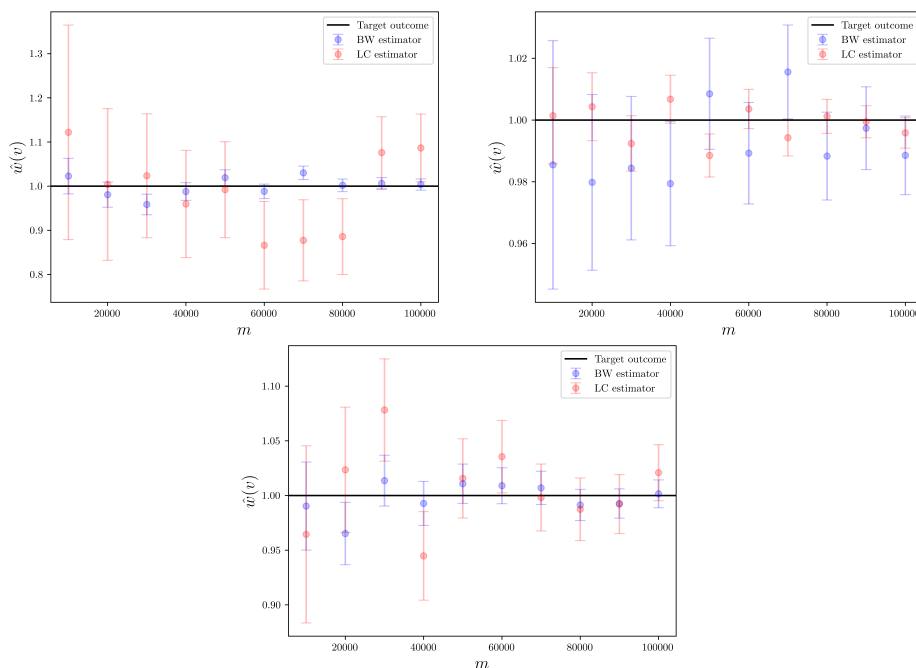 Target outcome
BW estimator
LC estimator
1.3
1.2
1.1
1.0
0.9
0.8
ŵ(v)
20000 40000 60000 80000 100000
m
Target outcome
BW estimator
LC estimator
1.02
1.00
0.98
0.96
ŵ(v)
20000 40000 60000 80000 100000
m
Target outcome
BW estimator
LC estimator
1.10
1.05
1.00
0.95
0.90
ŵ(v)
20000 40000 60000 80000 100000
m